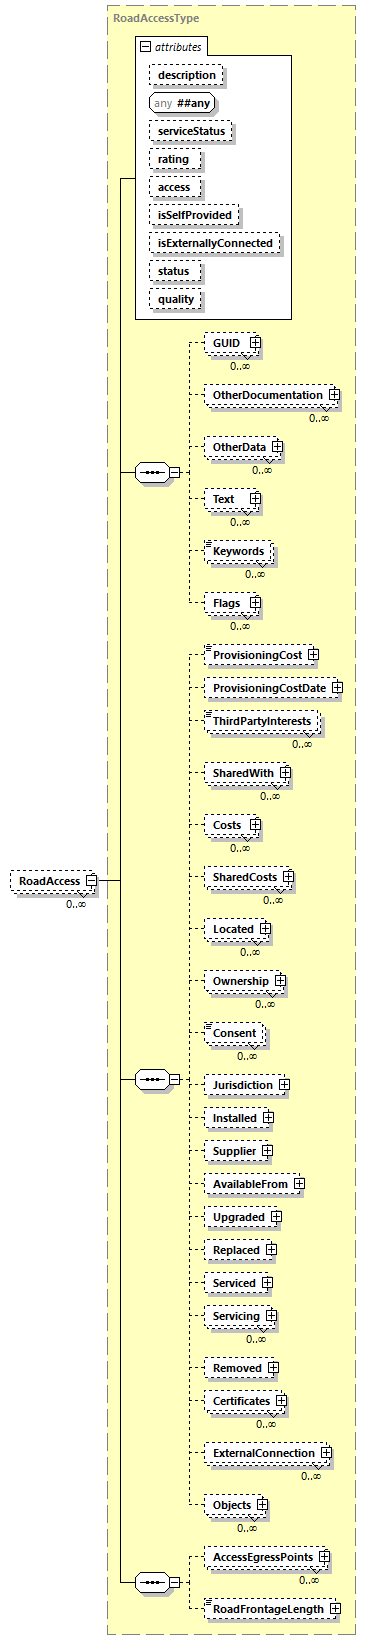 RoadAccessType
attributes
description
any ##any
serviceStatus
rating
access
isSelfProvided
isExternallyConnected
status
quality
GUID
0..∞
OtherDocumentation
0..∞
OtherData
0..∞
Text
0..∞
Keywords
0..∞
Flags
0..∞
ProvisioningCost
ProvisioningCostDate
ThirdPartyInterests
0..∞
SharedWith
0..∞
Costs
0..∞
RoadAccess
0..∞
SharedCosts
0..∞
Located
0..∞
Ownership
0..∞
Consent
0..∞
Jurisdiction
Installed
Supplier
AvailableFrom
Upgraded
Replaced
Serviced
Servicing
0..∞
Removed
Certificates
0..∞
ExternalConnection
0..∞
Objects
0..∞
AccessEgressPoints
0..∞
RoadFrontageLength